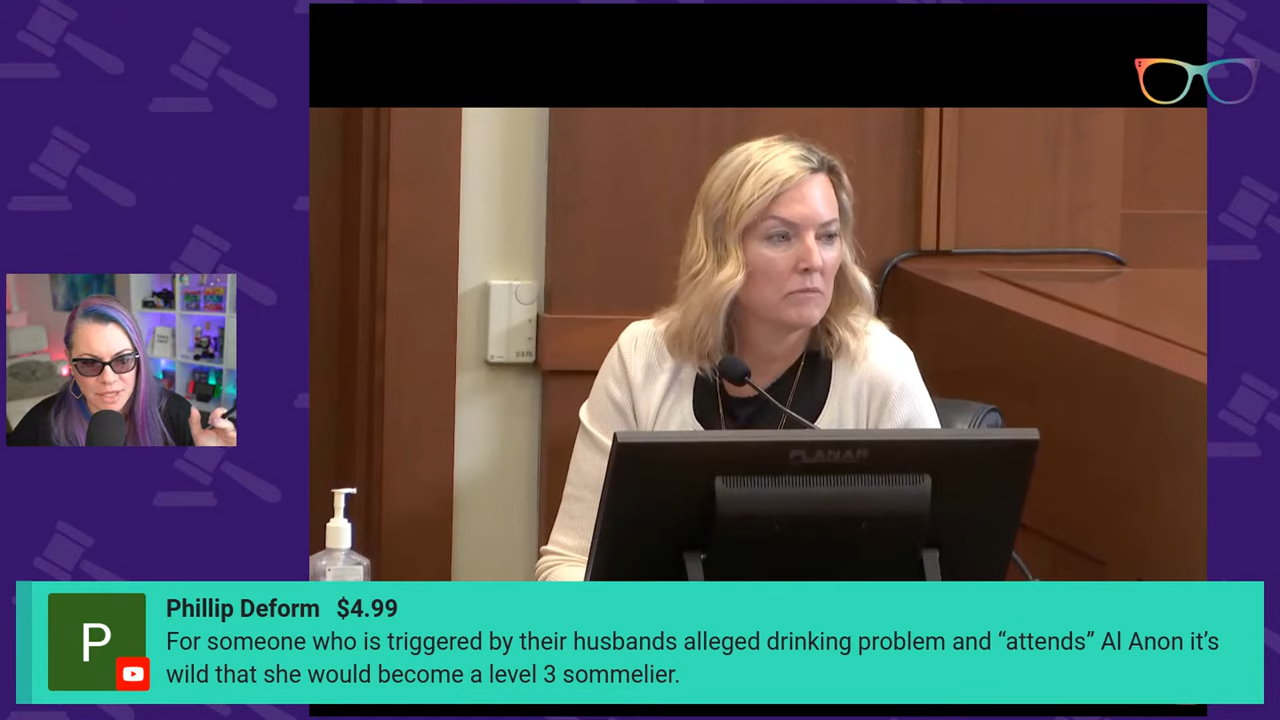 PLANAR
P
Phillip Deform $4.99
For someone who is triggered by their husbands alleged drinking problem and “attends” Al Anon it’s
wild that she would become a level 3 sommelier.